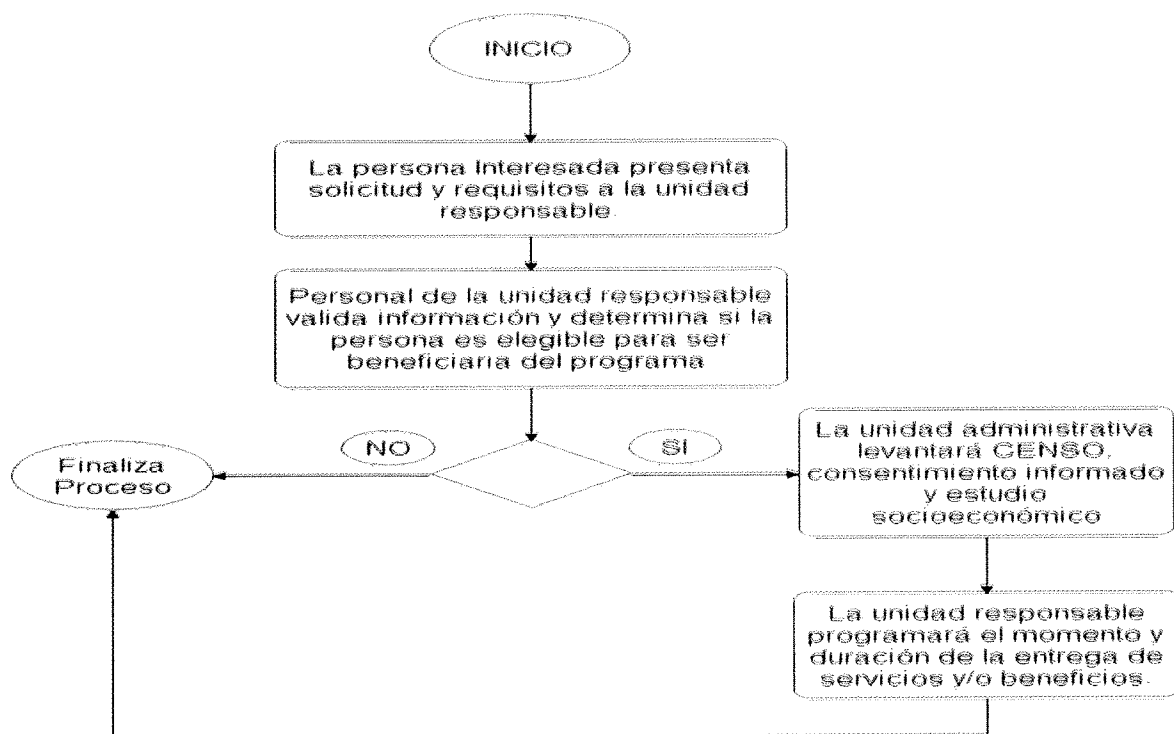 INICIO
La persona Interesada presenta
solicitud y requisitos a la unidad
responsable.
Personal de la unidad responsable
valida información y determina si la
persona es elegible para ser
beneficiaria del programa
NO
SI
Finaliza
Proceso
La unidad administrativa
levantará CENSO,
consentimiento informado
y estudio
socioeconómico
La unidad responsable
programará el momento y
duración de la entrega de
servicios y/o beneficios.